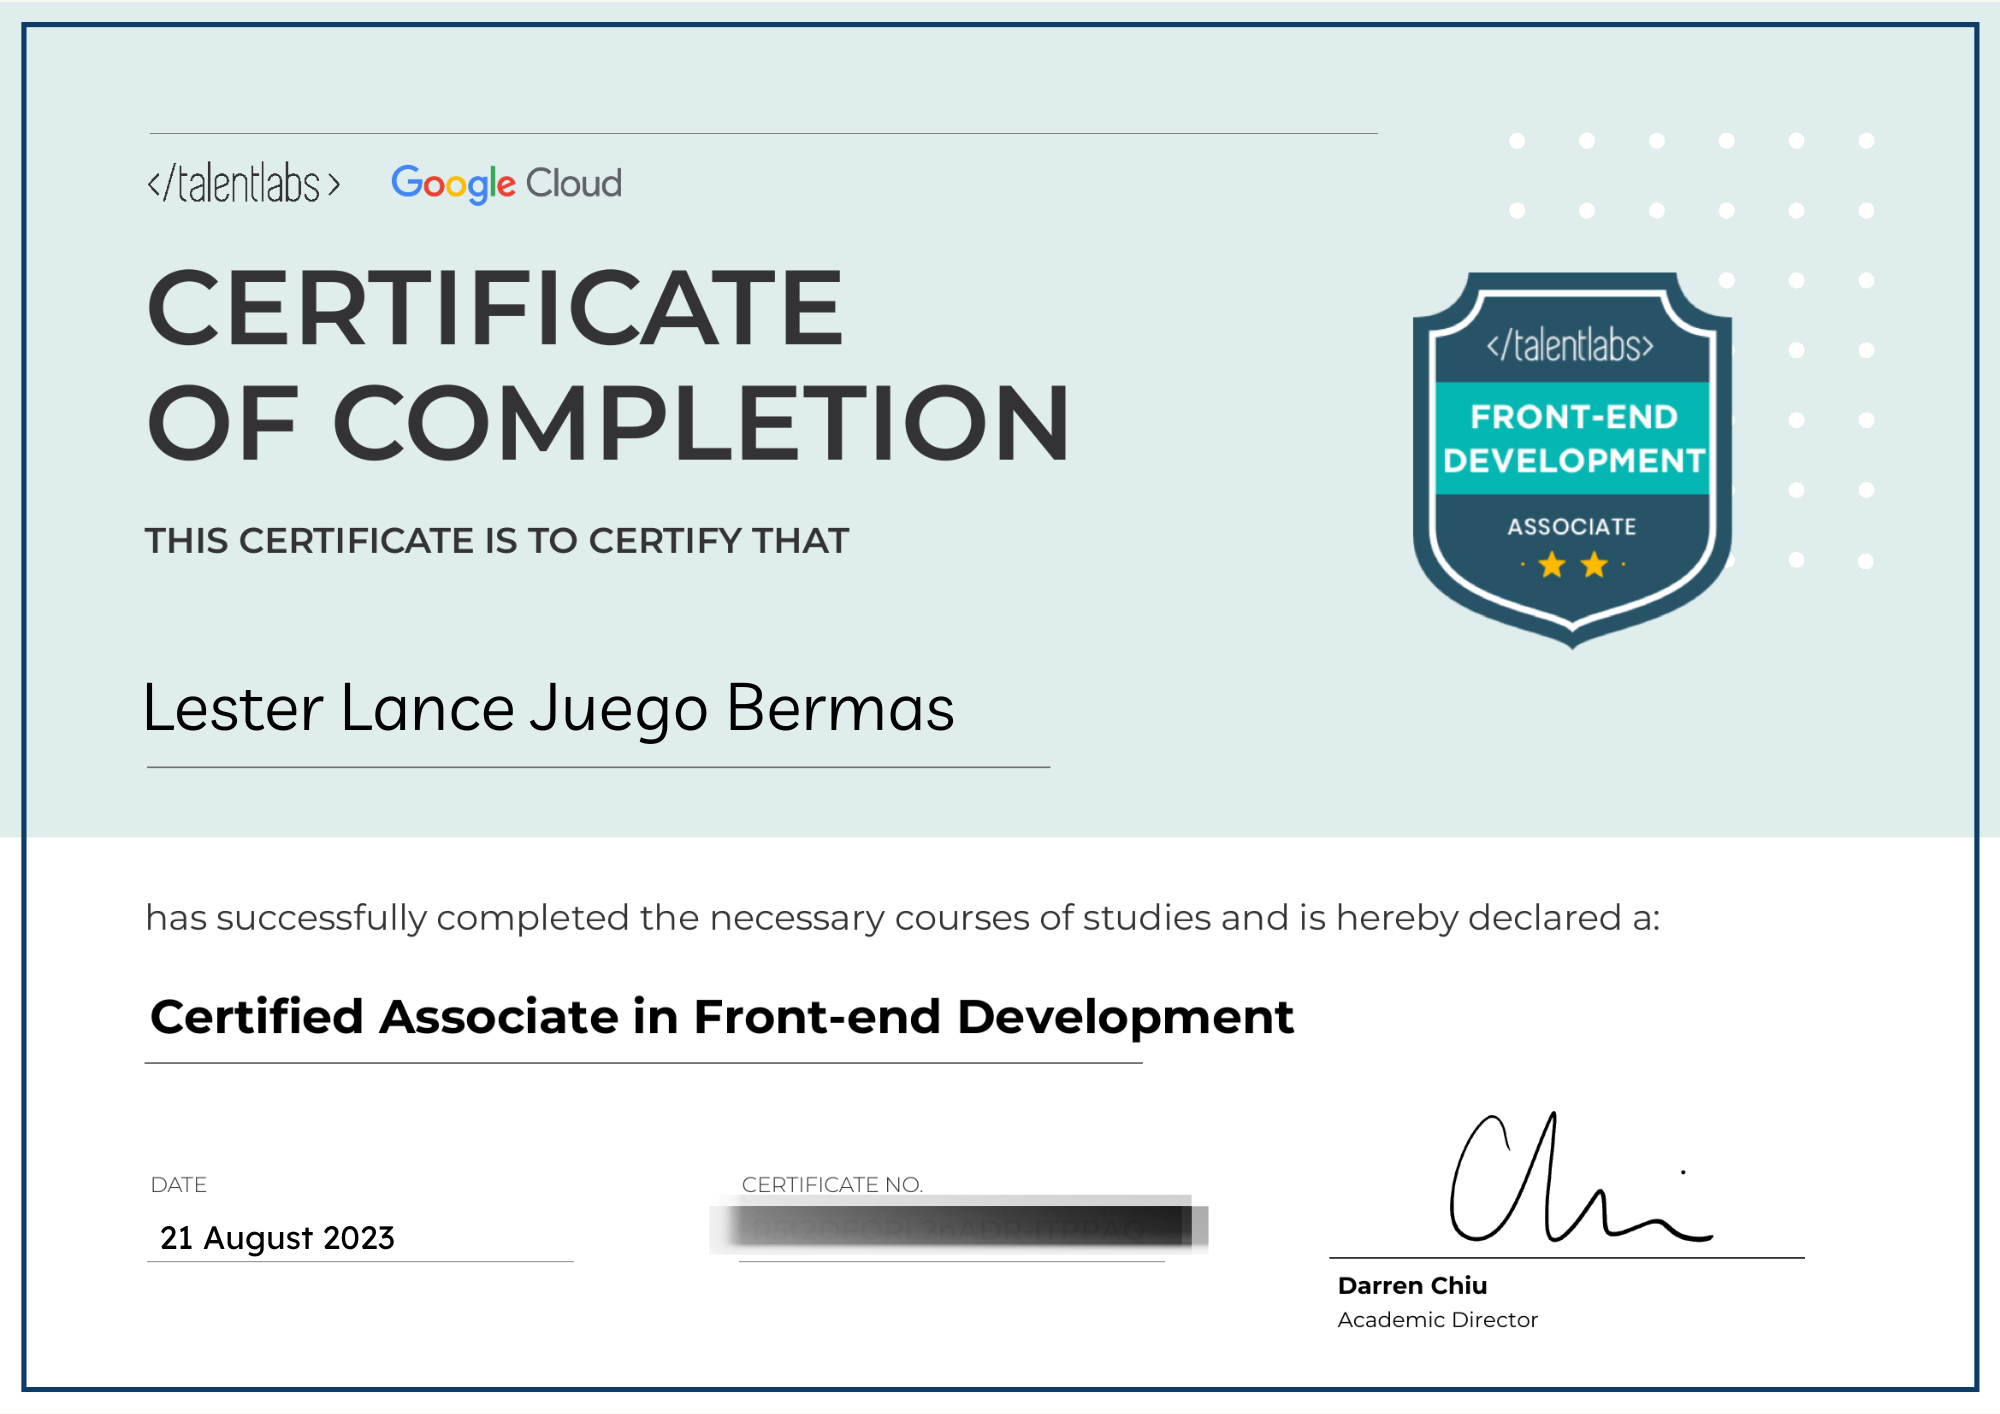 </talentlabs> Google Cloud
CERTIFICATE
OF COMPLETION
THIS CERTIFICATE IS TO CERTIFY THAT
</talentlabs>
FRONT-END
DEVELOPMENT
ASSOCIATE
Lester Lance Juego Bermas
has successfully completed the necessary courses of studies and is hereby declared a:
Certified Associate in Front-end Development
DATE
21 August 2023
CERTIFICATE NO.
Darren Chiu
Academic Director